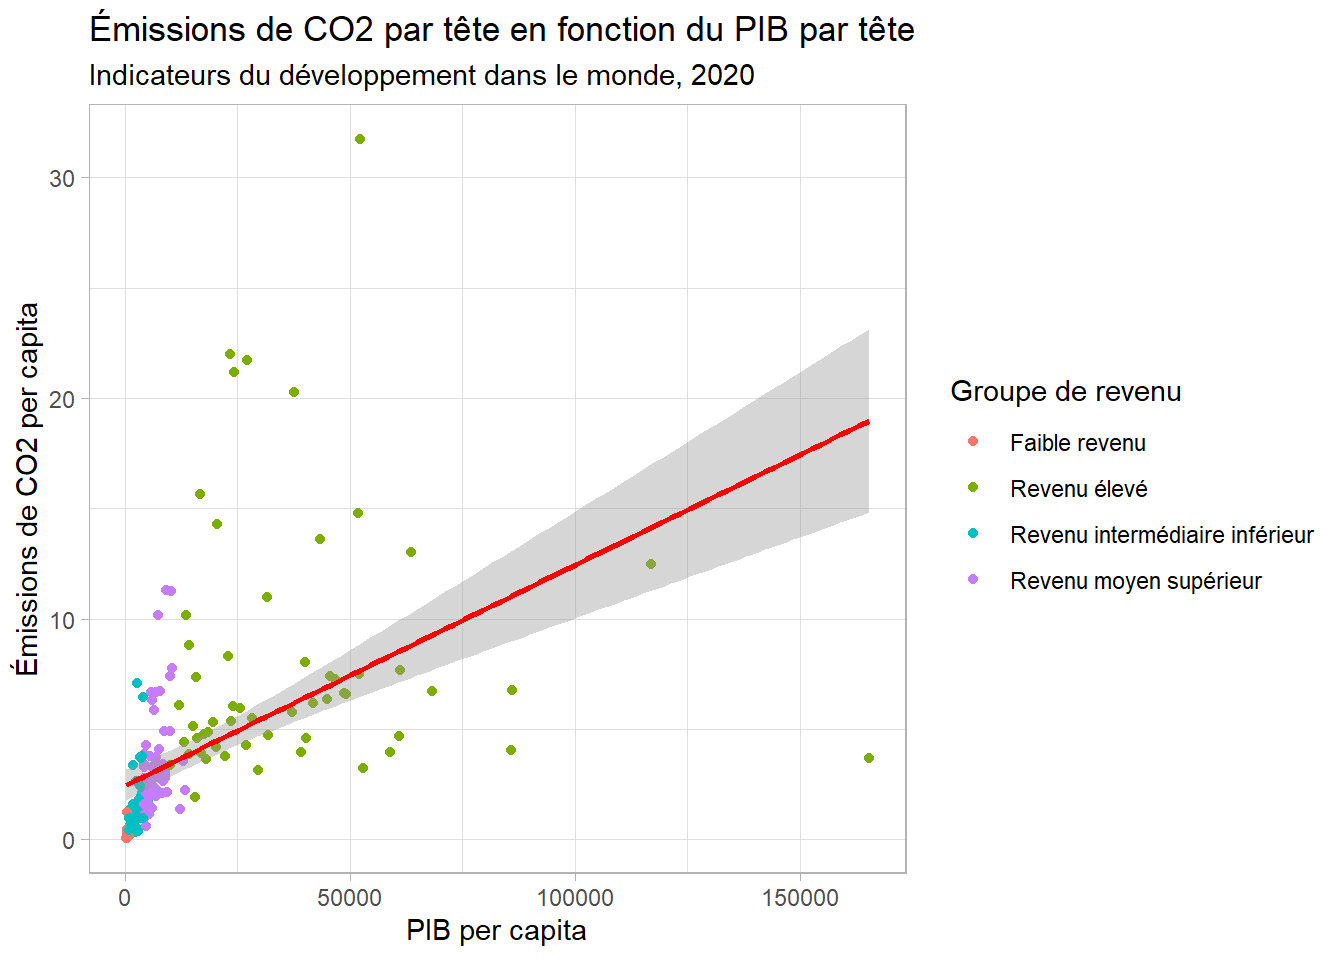 Émissions de CO2 par tête en fonction du PIB par tête
Indicateurs du développement dans le monde, 2020
Émissions de CO2 per capita
30
20
10
0
0
50000
100000
150000
PIB per capita
Groupe de revenu
Faible revenu
Revenu élevé
Revenu intermédiaire inférieur
Revenu moyen supérieur